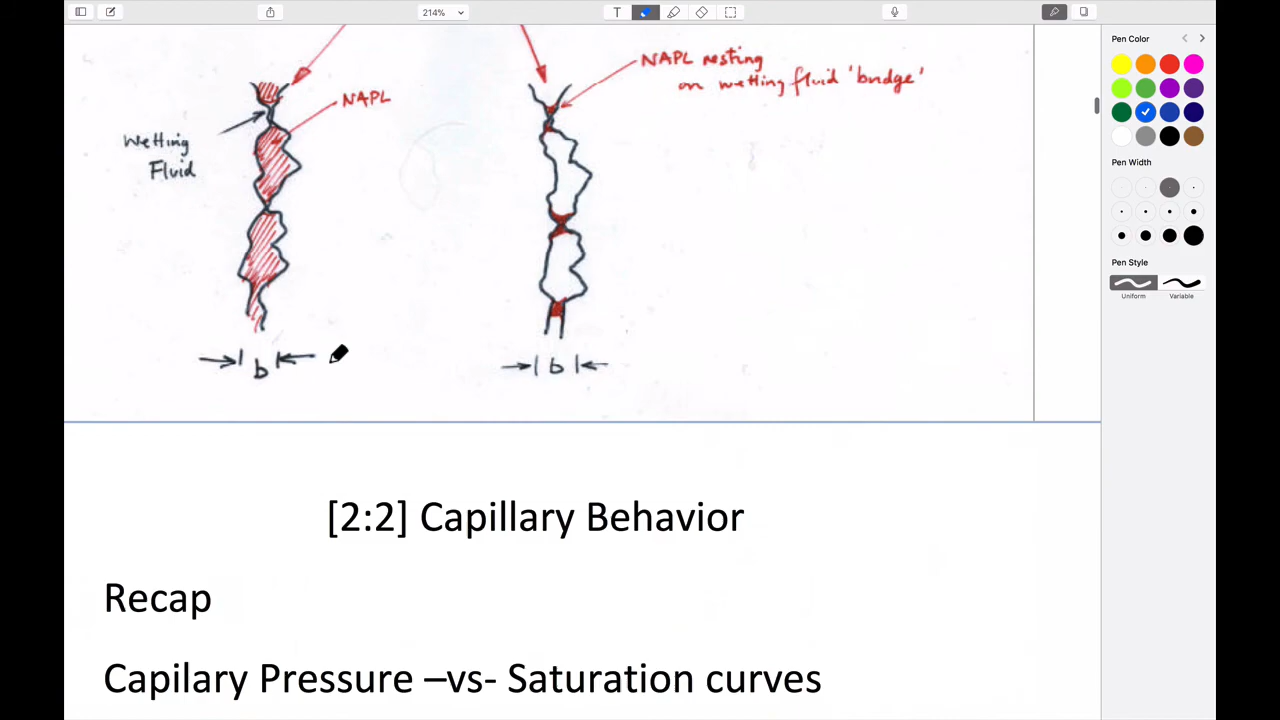 214%
T
NAPL resting
on wetting fluid 'bridge'
NAPL
Wetting
Fluid
b
b
[2:2] Capillary Behavior
Recap
Capilary Pressure –vs- Saturation curves
Pen Color
Pen Width
Pen Style
Uniform
Variable